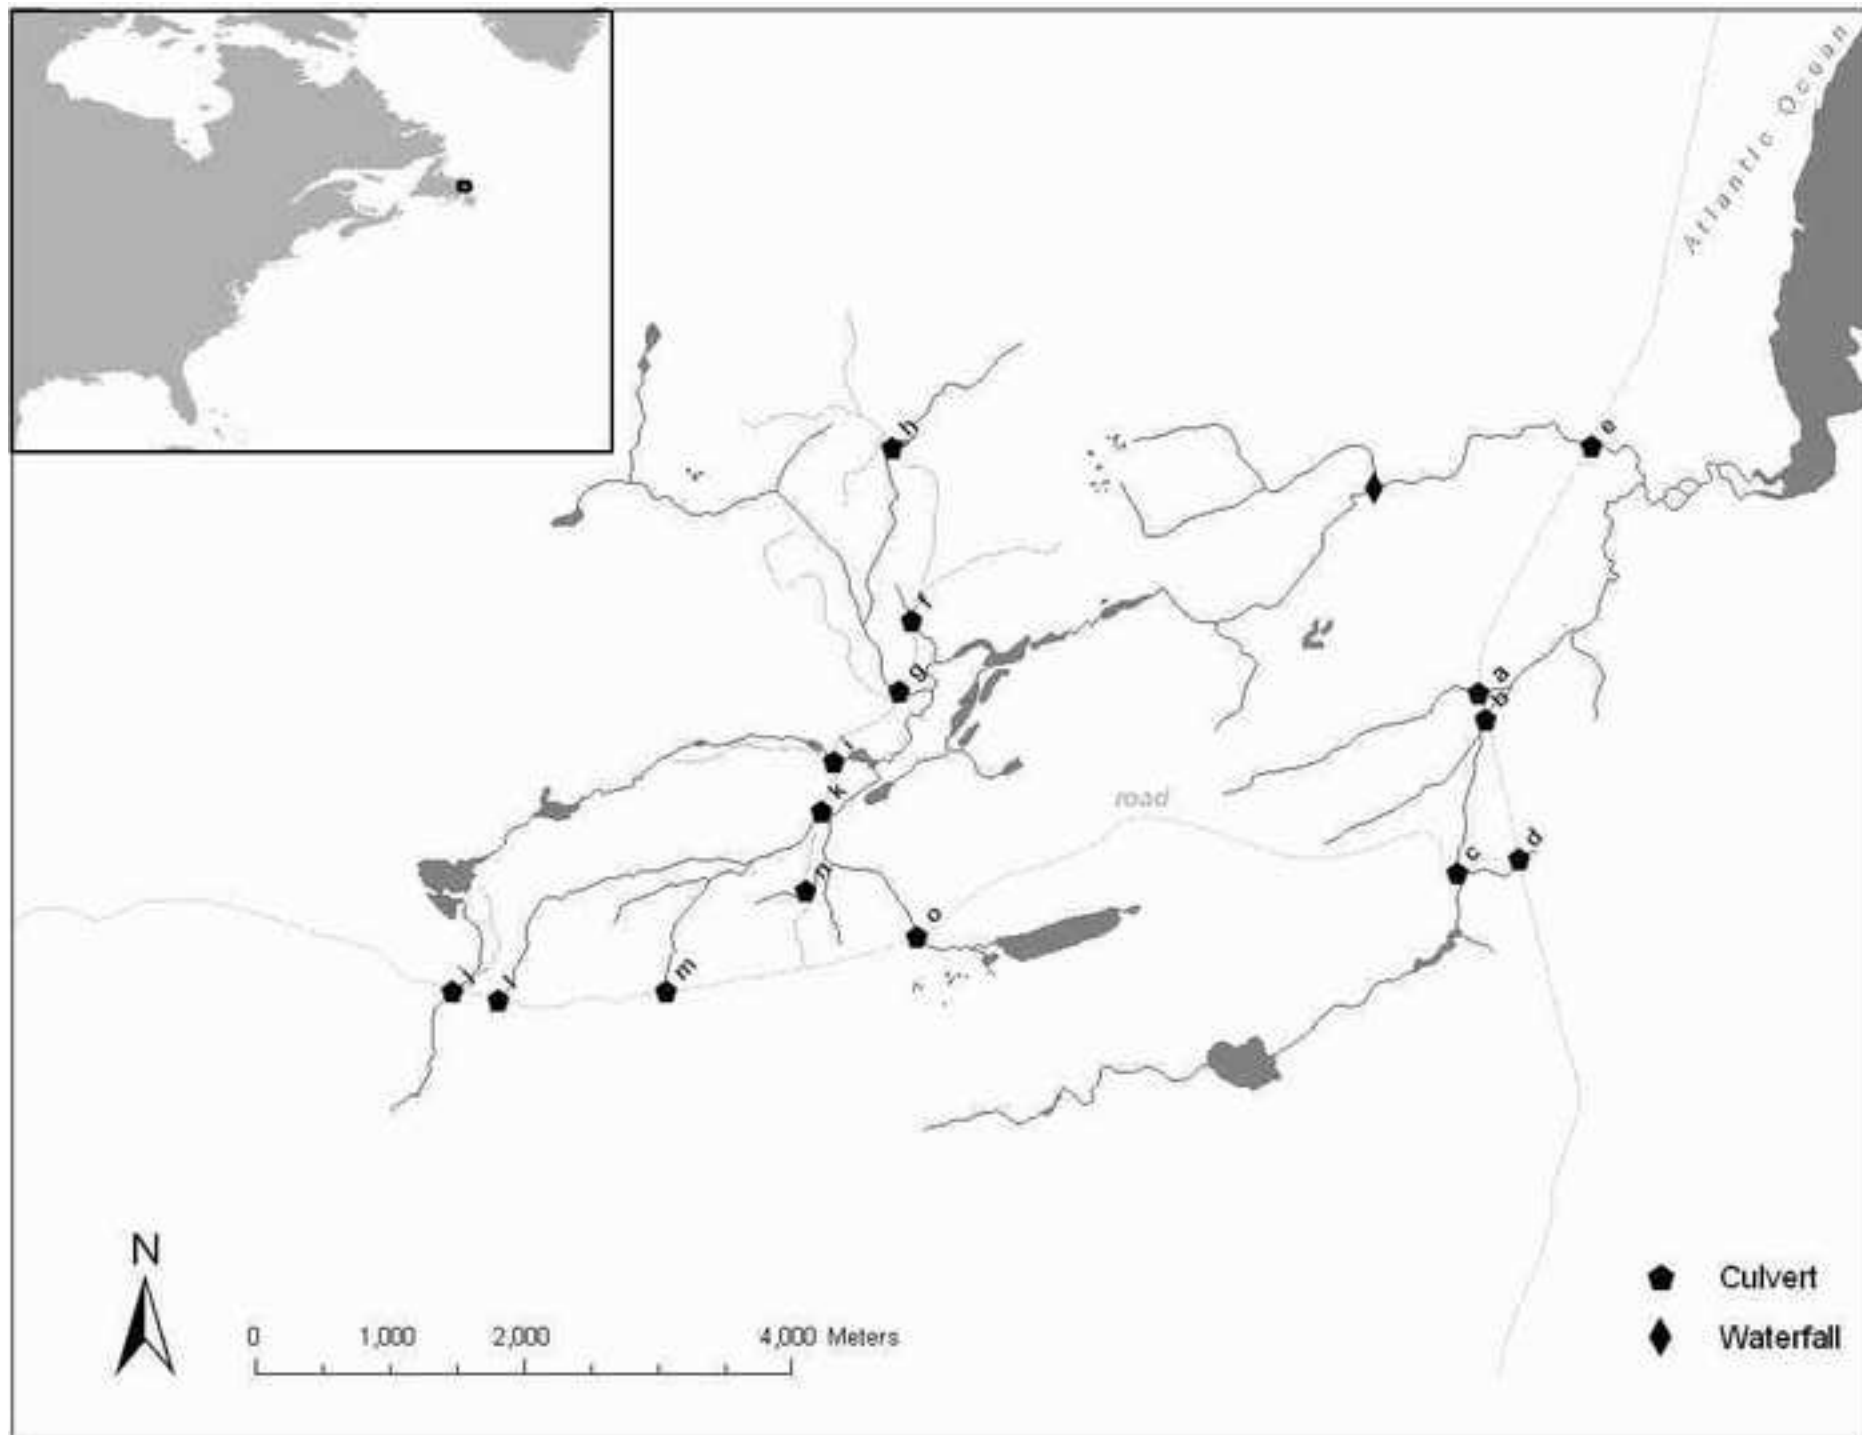 Atlantic Ocean
h
e
f
g
a
b
i
k
road
d
c
n
o
j
l
m
N
0 1,000 2,000 4,000 Meters
Culvert
Waterfall